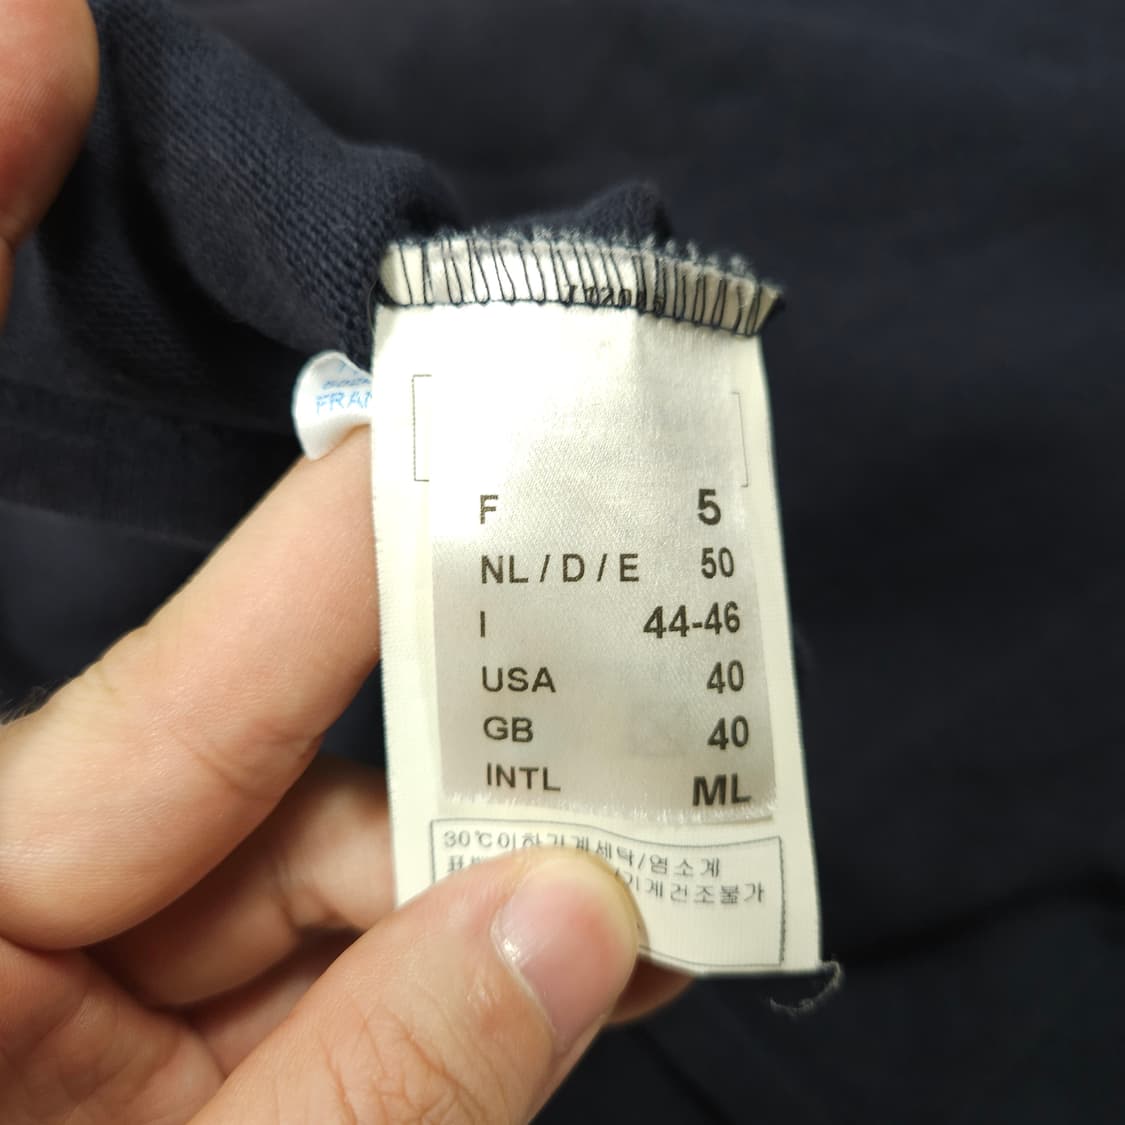 FRAN
F 5
NL / D / E 50
I 44-46
USA 40
GB 40
INTL ML
30℃이하기계세탁/염소계
/기계건조불가